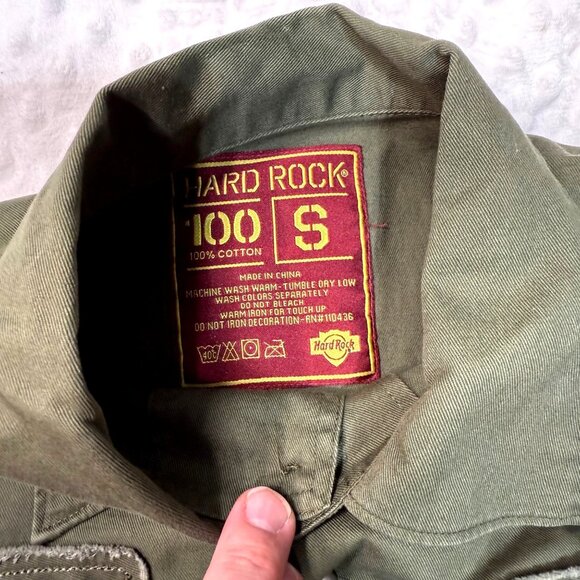 HARD ROCK®
100 S
100% COTTON
MADE IN CHINA
MACHINE WASH WARM - TUMBLE DRY LOW
WASH COLORS SEPARATELY
DO NOT BLEACH
WARM IRON FOR TOUCH UP
DO NOT IRON DECORATION - RN#110436
40C
Hard Rock